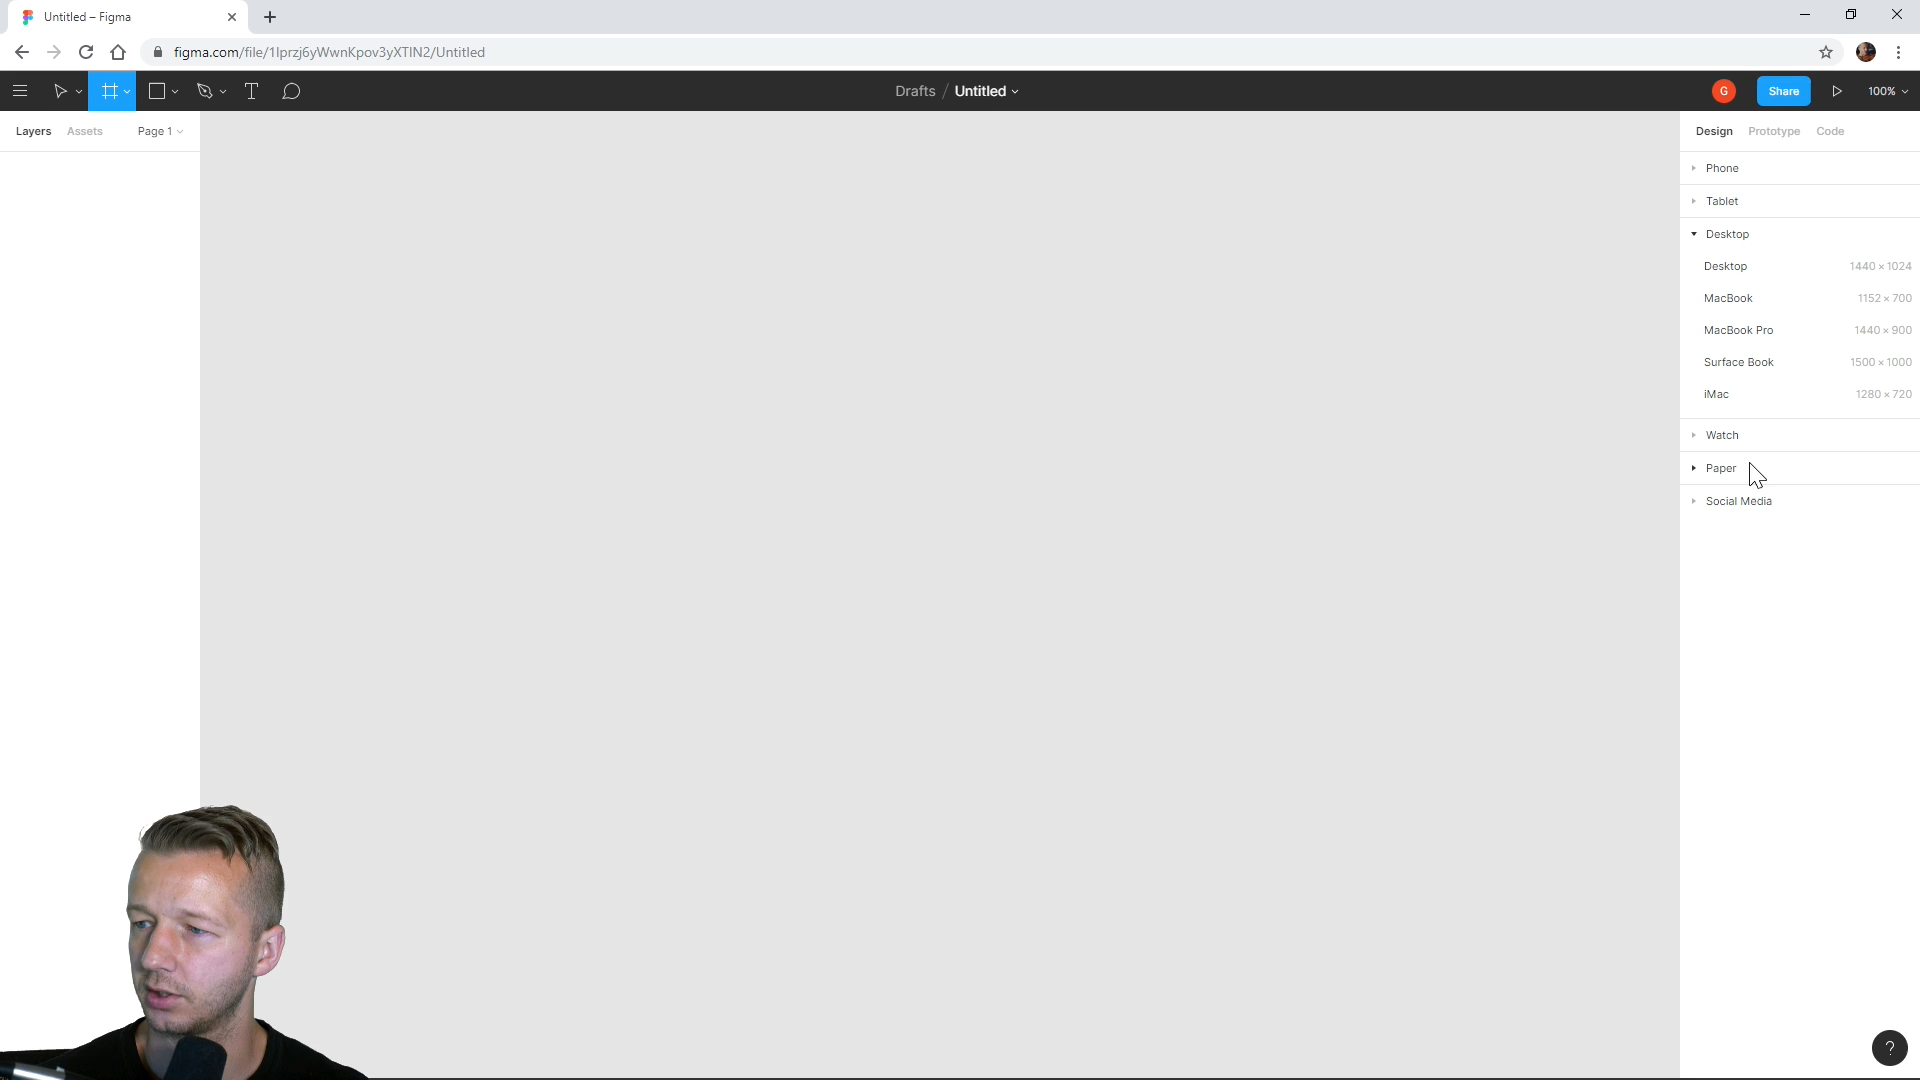 Untitled – Figma
figma.com/file/1Iprzj6yWwnKpov3yXTIN2/Untitled
Drafts / Untitled
G
Share
100%
Layers Assets Page 1
Design Prototype Code
Phone
Tablet
Desktop
Desktop 1440 × 1024
MacBook 1152 × 700
MacBook Pro 1440 × 900
Surface Book 1500 × 1000
iMac 1280 × 720
Watch
Paper
Social Media
?